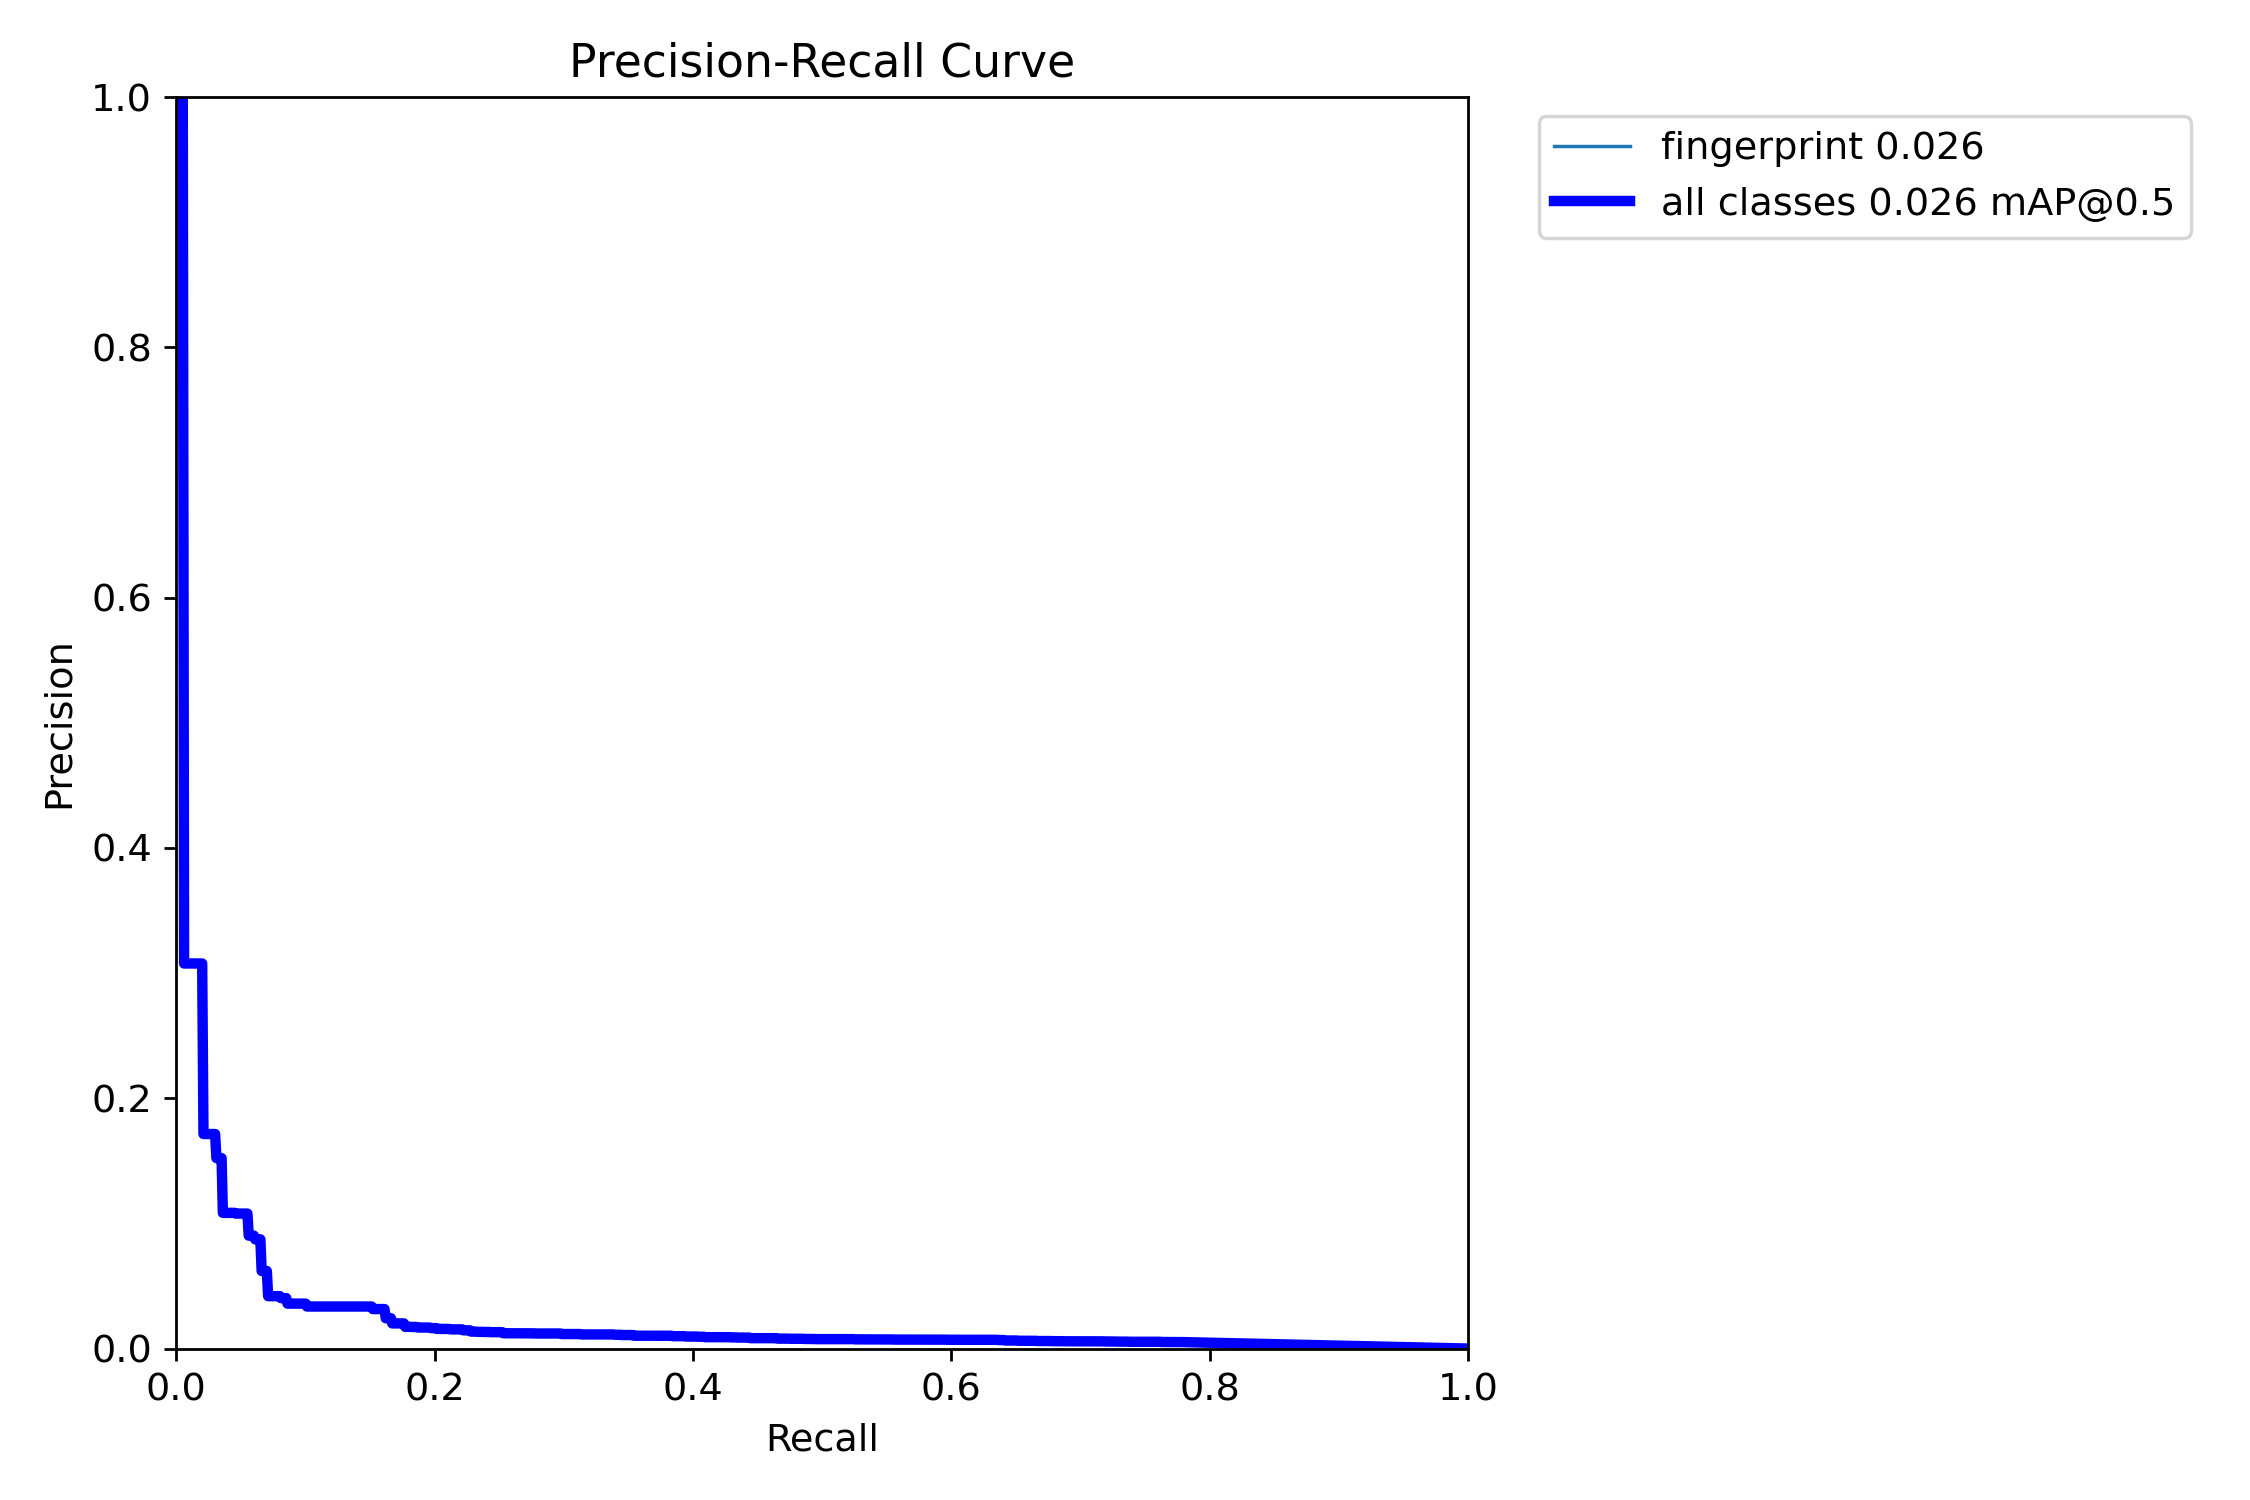 Precision-Recall Curve
1.0
0.8
0.6
0.4
0.2
0.0
Precision
0.0 0.2 0.4 0.6 0.8 1.0
Recall
fingerprint 0.026
all classes 0.026 mAP@0.5